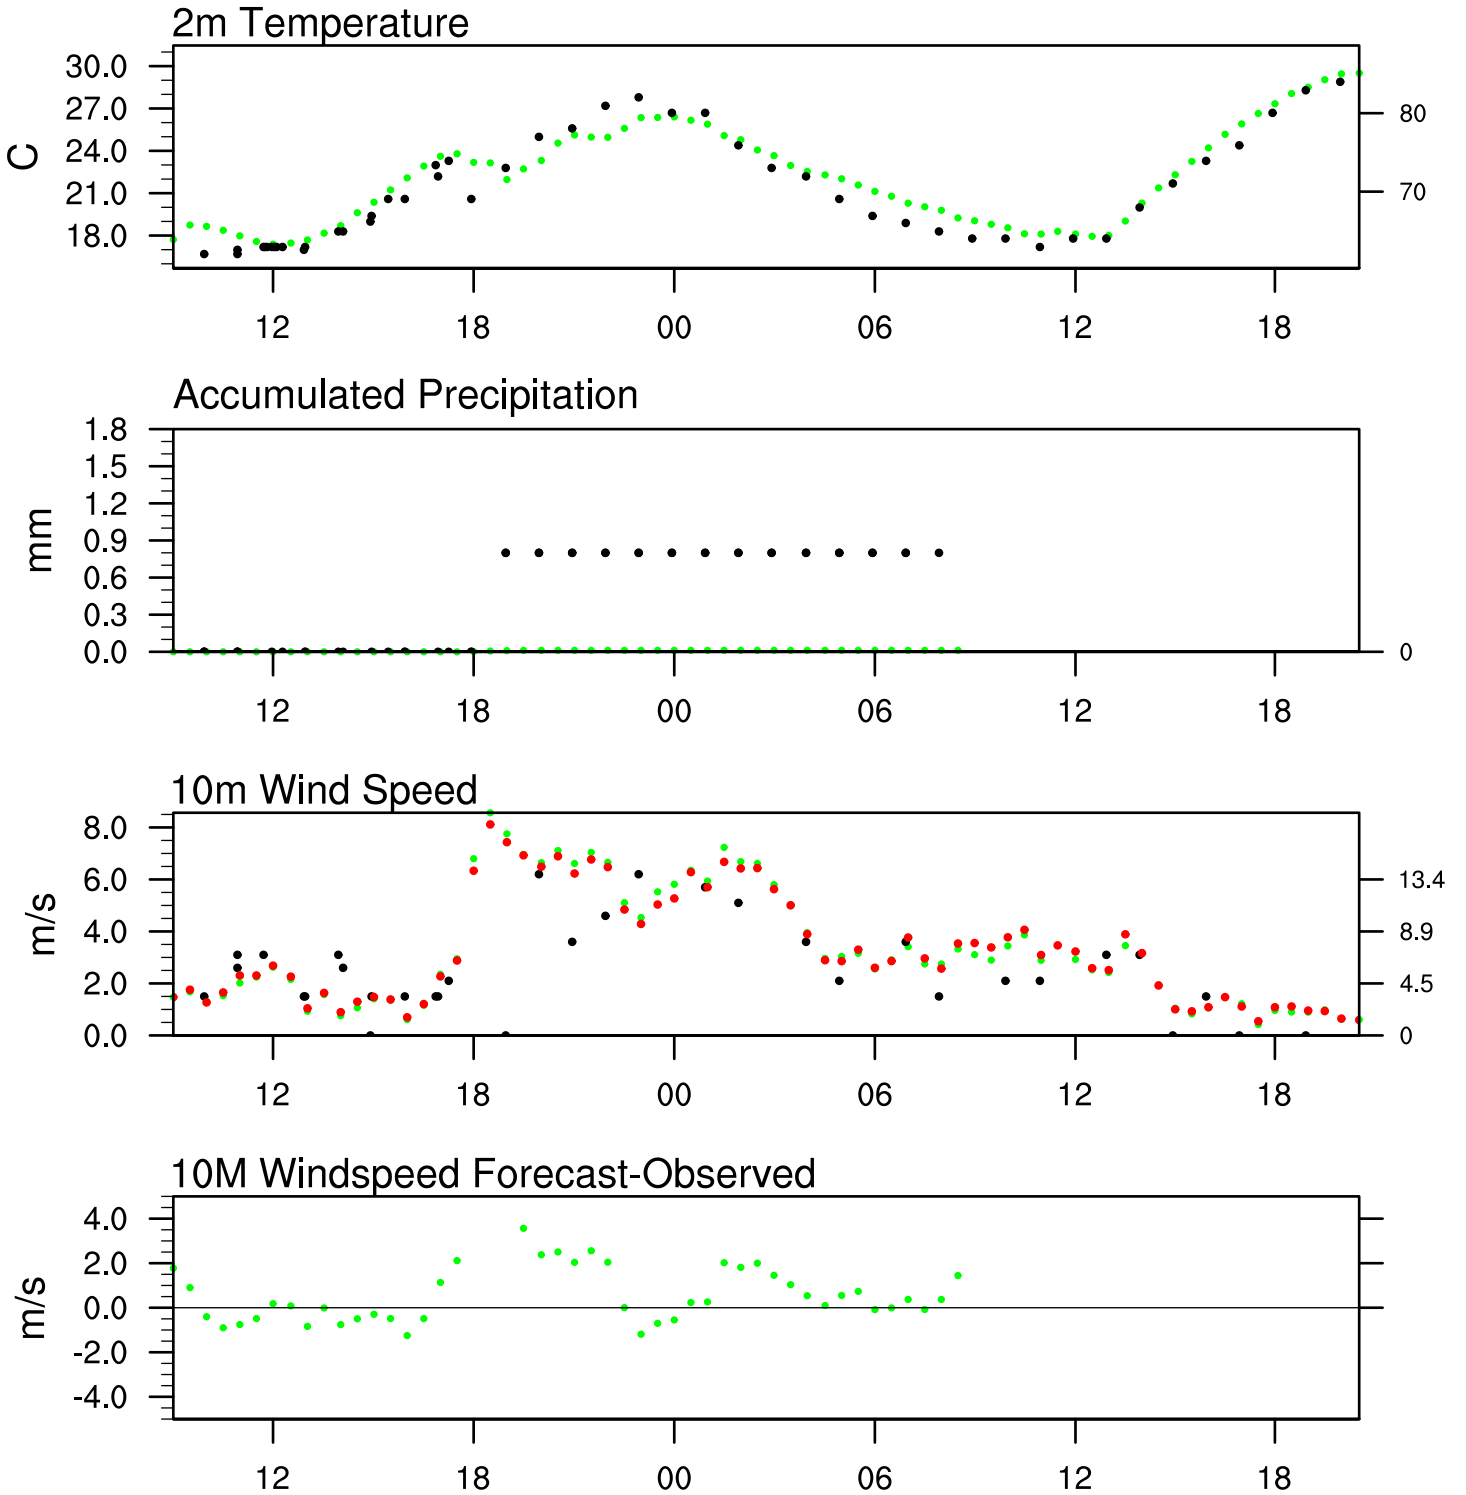 2m Temperature
30.0
27.0
24.0
21.0
18.0
C
80
70
12 18 00 06 12 18
Accumulated Precipitation
1.8
1.5
1.2
0.9
0.6
0.3
0.0
mm
0
12 18 00 06 12 18
10m Wind Speed
8.0
6.0
4.0
2.0
0.0
m/s
13.4
8.9
4.5
0
12 18 00 06 12 18
10M Windspeed Forecast-Observed
4.0
2.0
0.0
-2.0
-4.0
m/s
12 18 00 06 12 18